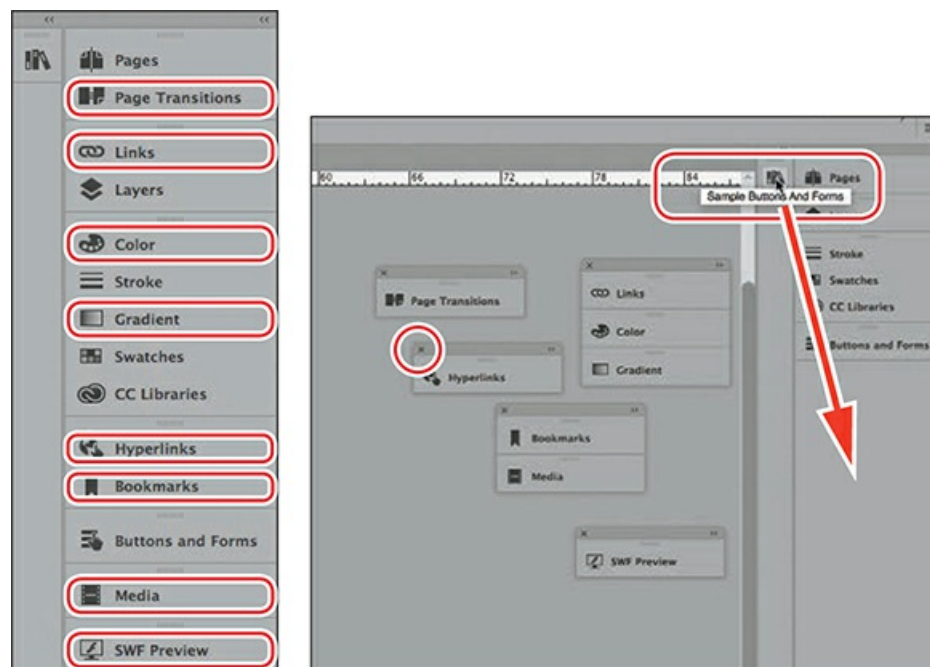 Pages
Page Transitions
Links
Layers
Color
Stroke
Gradient
Swatches
CC Libraries
Hyperlinks
Bookmarks
Buttons and Forms
Media
SWF Preview
60 66 72 78 84
Pages
Sample Buttons And Forms
Stroke
Swatches
CC Libraries
Buttons and Forms
Page Transitions
Links
Color
Gradient
Hyperlinks
Bookmarks
Media
SWF Preview